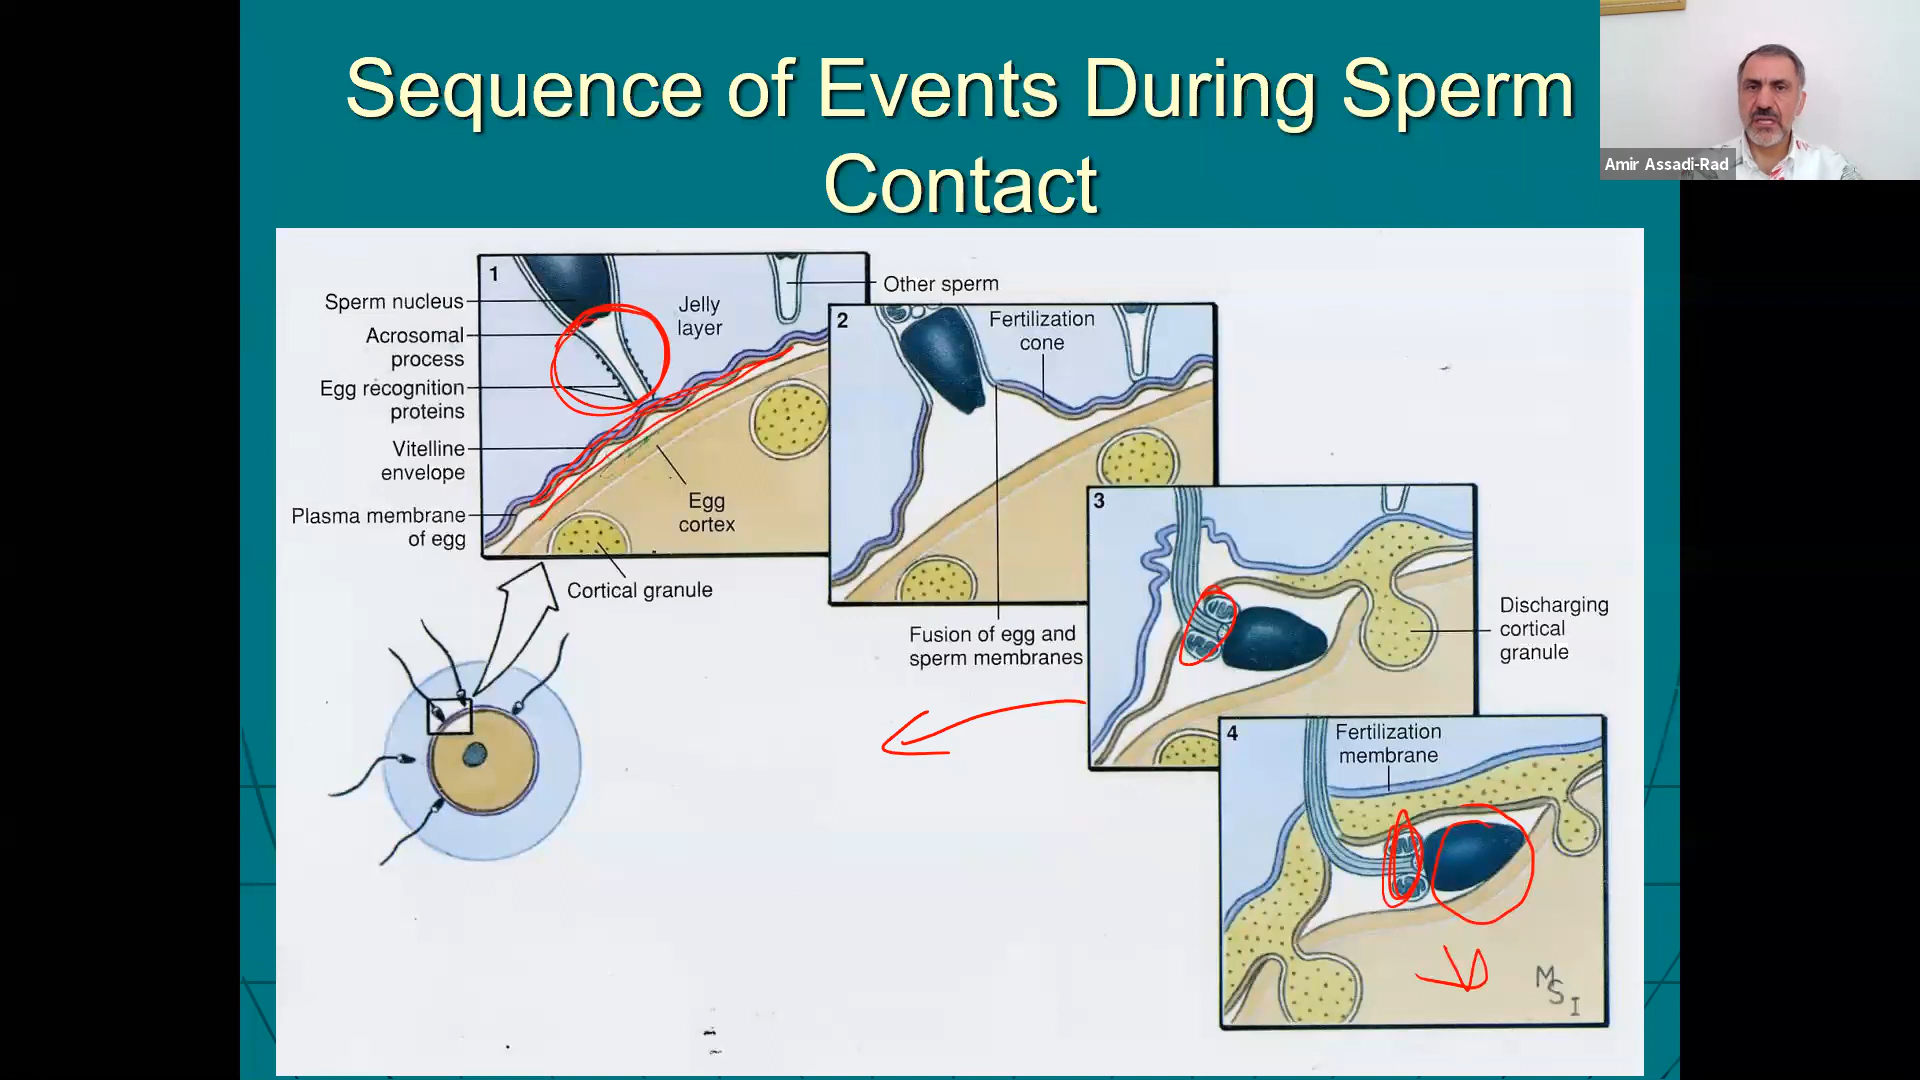 Sequence of Events During Sperm
Contact
Amir Assadi-Rad
1
Sperm nucleus
Acrosomal
process
Egg recognition
proteins
Vitelline
envelope
Plasma membrane
of egg
Jelly
layer
Egg
cortex
Cortical granule
Other sperm
2
Fertilization
cone
Fusion of egg and
sperm membranes
3
Discharging
cortical
granule
4
Fertilization
membrane
MSI